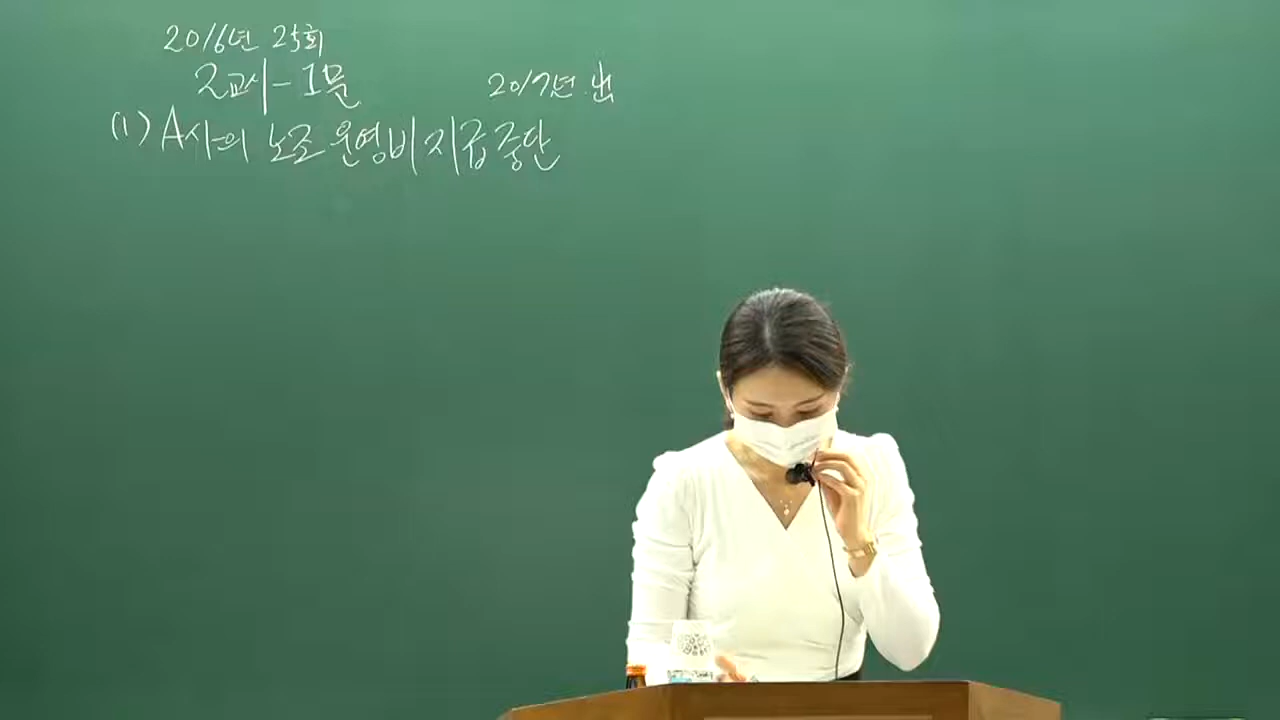 2016년 25회
2교시 - 1문
2017년 出
(1) A사의 노조 운영비 지급 중단